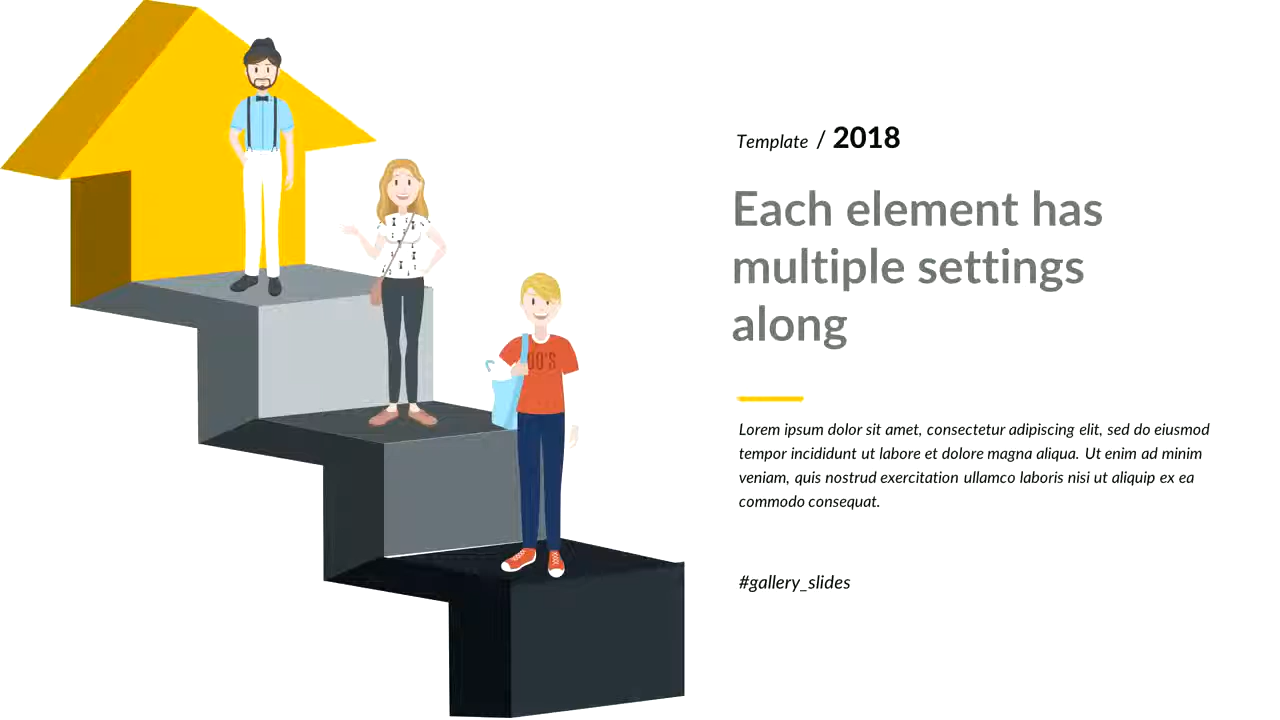 Template / 2018
Each element has
multiple settings
along
Lorem ipsum dolor sit amet, consectetur adipiscing elit, sed do eiusmod
tempor incididunt ut labore et dolore magna aliqua. Ut enim ad minim
veniam, quis nostrud exercitation ullamco laboris nisi ut aliquip ex ea
commodo consequat.
#gallery_slides